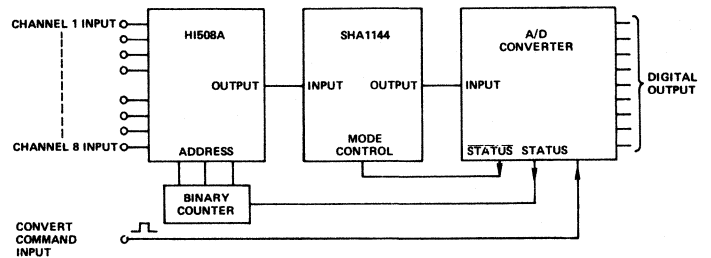 CHANNEL 1 INPUT
HI508A
OUTPUT
ADDRESS
CHANNEL 8 INPUT
SHA1144
INPUT
OUTPUT
MODE
CONTROL
A/D
CONVERTER
INPUT
STATUS STATUS
DIGITAL
OUTPUT
BINARY
COUNTER
CONVERT
COMMAND
INPUT